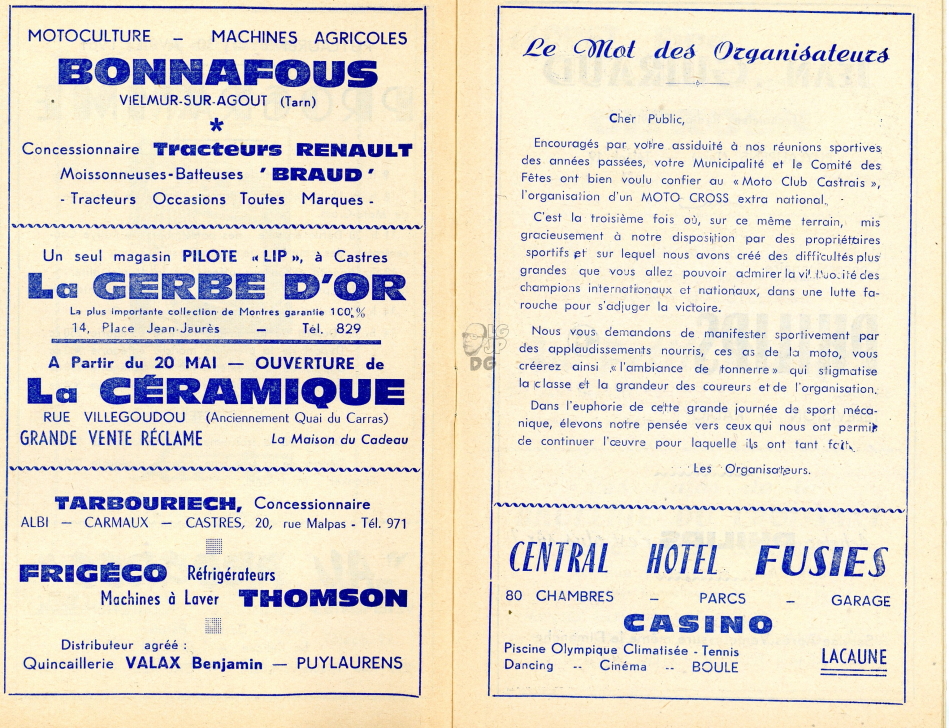 MOTOCULTURE — MACHINES AGRICOLES
BONNAFOUS
VIELMUR-SUR-AGOUT (Tarn)
*
Concessionnaire Tracteurs RENAULT
Moissonneuses-Batteuses ' BRAUD '
- Tracteurs Occasions Toutes Marques -
Un seul magasin PILOTE « LIP », à Castres
La GERBE D'OR
La plus importante collection de Montres garantie 100 %
14, Place Jean-Jaurès — Tél. 829
A Partir du 20 MAI — OUVERTURE de
La CÉRAMIQUE
RUE VILLEGOUDOU (Anciennement Quai du Carras)
GRANDE VENTE RÉCLAME La Maison du Cadeau
TARBOURIECH, Concessionnaire
ALBI — CARMAUX — CASTRES, 20, rue Malpas - Tél. 971
FRIGÉCO Réfrigérateurs
Machines à Laver THOMSON
Distributeur agréé :
Quincaillerie VALAX Benjamin — PUYLAURENS
Le Mot des Organisateurs
Cher Public,
Encouragés par votre assiduité à nos réunions sportives
des années passées, votre Municipalité et le Comité des
Fêtes ont bien voulu confier au « Moto Club Castrais »,
l'organisation d'un MOTO CROSS extra national.
C'est la troisième fois où, sur ce même terrain, mis
gracieusement à notre disposition par des propriétaires
sportifs et sur lequel nous avons créé des difficultés plus
grandes que vous allez pouvoir admirer la des
champions internationaux et nationaux, dans une lutte fa-
rouche pour s'adjuger la victoire.
Nous vous demandons de manifester sportivement par
des applaudissements nourris, ces as de la moto, vous
créerez ainsi « l'ambiance de tonnerre » qui stigmatise
la classe et la grandeur des coureurs et de l'organisation.
Dans l'euphorie de cette grande journée de sport méca-
nique, élevons notre pensée vers ceux qui nous ont permis
de continuer l'œuvre pour laquelle ils ont tant fait.
Les Organisateurs.
CENTRAL HOTEL FUSIES
80 CHAMBRES — PARCS — GARAGE
CASINO
Piscine Olympique Climatisée - Tennis
Dancing -- Cinéma -- BOULE LACAUNE
DG